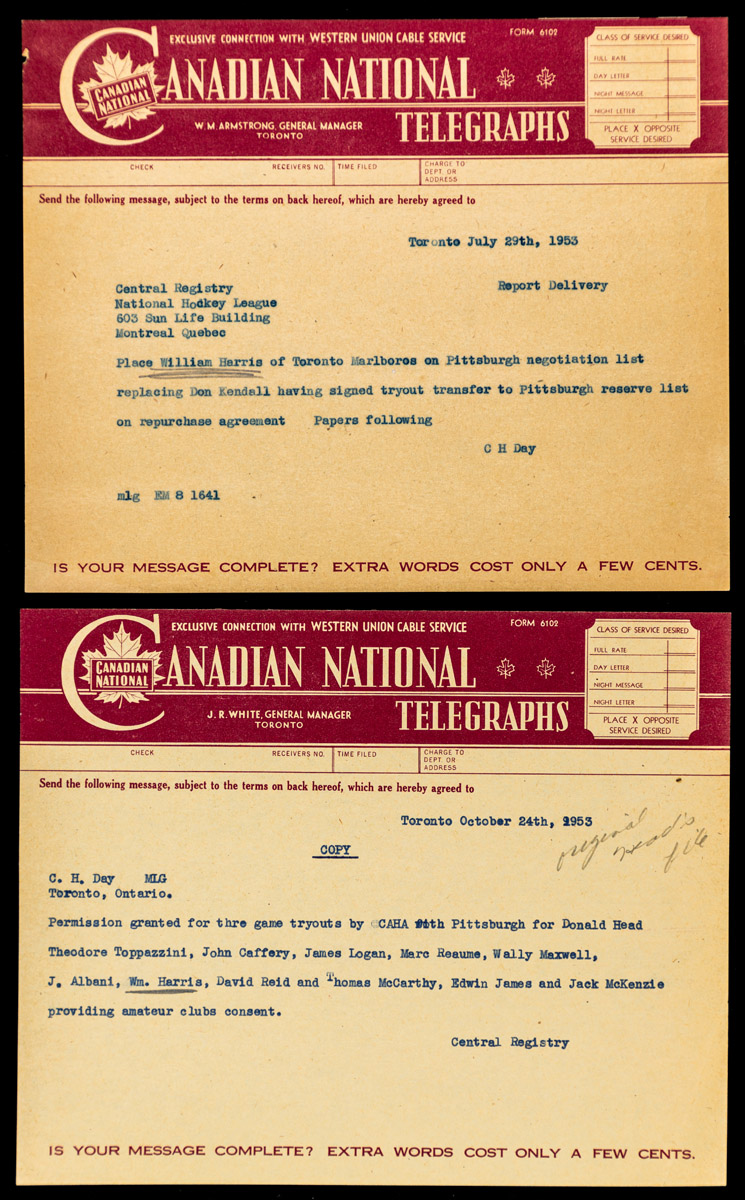 EXCLUSIVE CONNECTION WITH WESTERN UNION CABLE SERVICE
FORM 6102
CANADIAN NATIONAL
CANADIAN NATIONAL
TELEGRAPHS
W. M. ARMSTRONG, GENERAL MANAGER
TORONTO
CLASS OF SERVICE DESIRED
FULL RATE
DAY LETTER
NIGHT MESSAGE
NIGHT LETTER
PLACE X OPPOSITE
SERVICE DESIRED
CHECK
RECEIVERS NO.
TIME FILED
CHARGE TO
DEPT. OR
ADDRESS
Send the following message, subject to the terms on back hereof, which are hereby agreed to
Toronto July 29th, 1953
Report Delivery
Central Registry
National Hockey League
603 Sun Life Building
Montreal Quebec
Place William Harris of Toronto Marlboros on Pittsburgh negotiation list
replacing Don Kendall having signed tryout transfer to Pittsburgh reserve list
on repurchase agreement Papers following
C H Day
mlg EM 8 1641
IS YOUR MESSAGE COMPLETE? EXTRA WORDS COST ONLY A FEW CENTS.
EXCLUSIVE CONNECTION WITH WESTERN UNION CABLE SERVICE
FORM 6102
CANADIAN NATIONAL
CANADIAN NATIONAL
TELEGRAPHS
J. R. WHITE, GENERAL MANAGER
TORONTO
CLASS OF SERVICE DESIRED
FULL RATE
DAY LETTER
NIGHT MESSAGE
NIGHT LETTER
PLACE X OPPOSITE
SERVICE DESIRED
CHECK
RECEIVERS NO.
TIME FILED
CHARGE TO
DEPT. OR
ADDRESS
Send the following message, subject to the terms on back hereof, which are hereby agreed to
Toronto October 24th, 1953
original
Head's
file
COPY
C. H. Day MLG
Toronto, Ontario.
Permission granted for thre game tryouts by CAHA with Pittsburgh for Donald Head
Theodore Toppazzini, John Caffery, James Logan, Marc Reaume, Wally Maxwell,
J. Albani, Wm. Harris, David Reid and Thomas McCarthy, Edwin James and Jack McKenzie
providing amateur clubs consent.
Central Registry
IS YOUR MESSAGE COMPLETE? EXTRA WORDS COST ONLY A FEW CENTS.